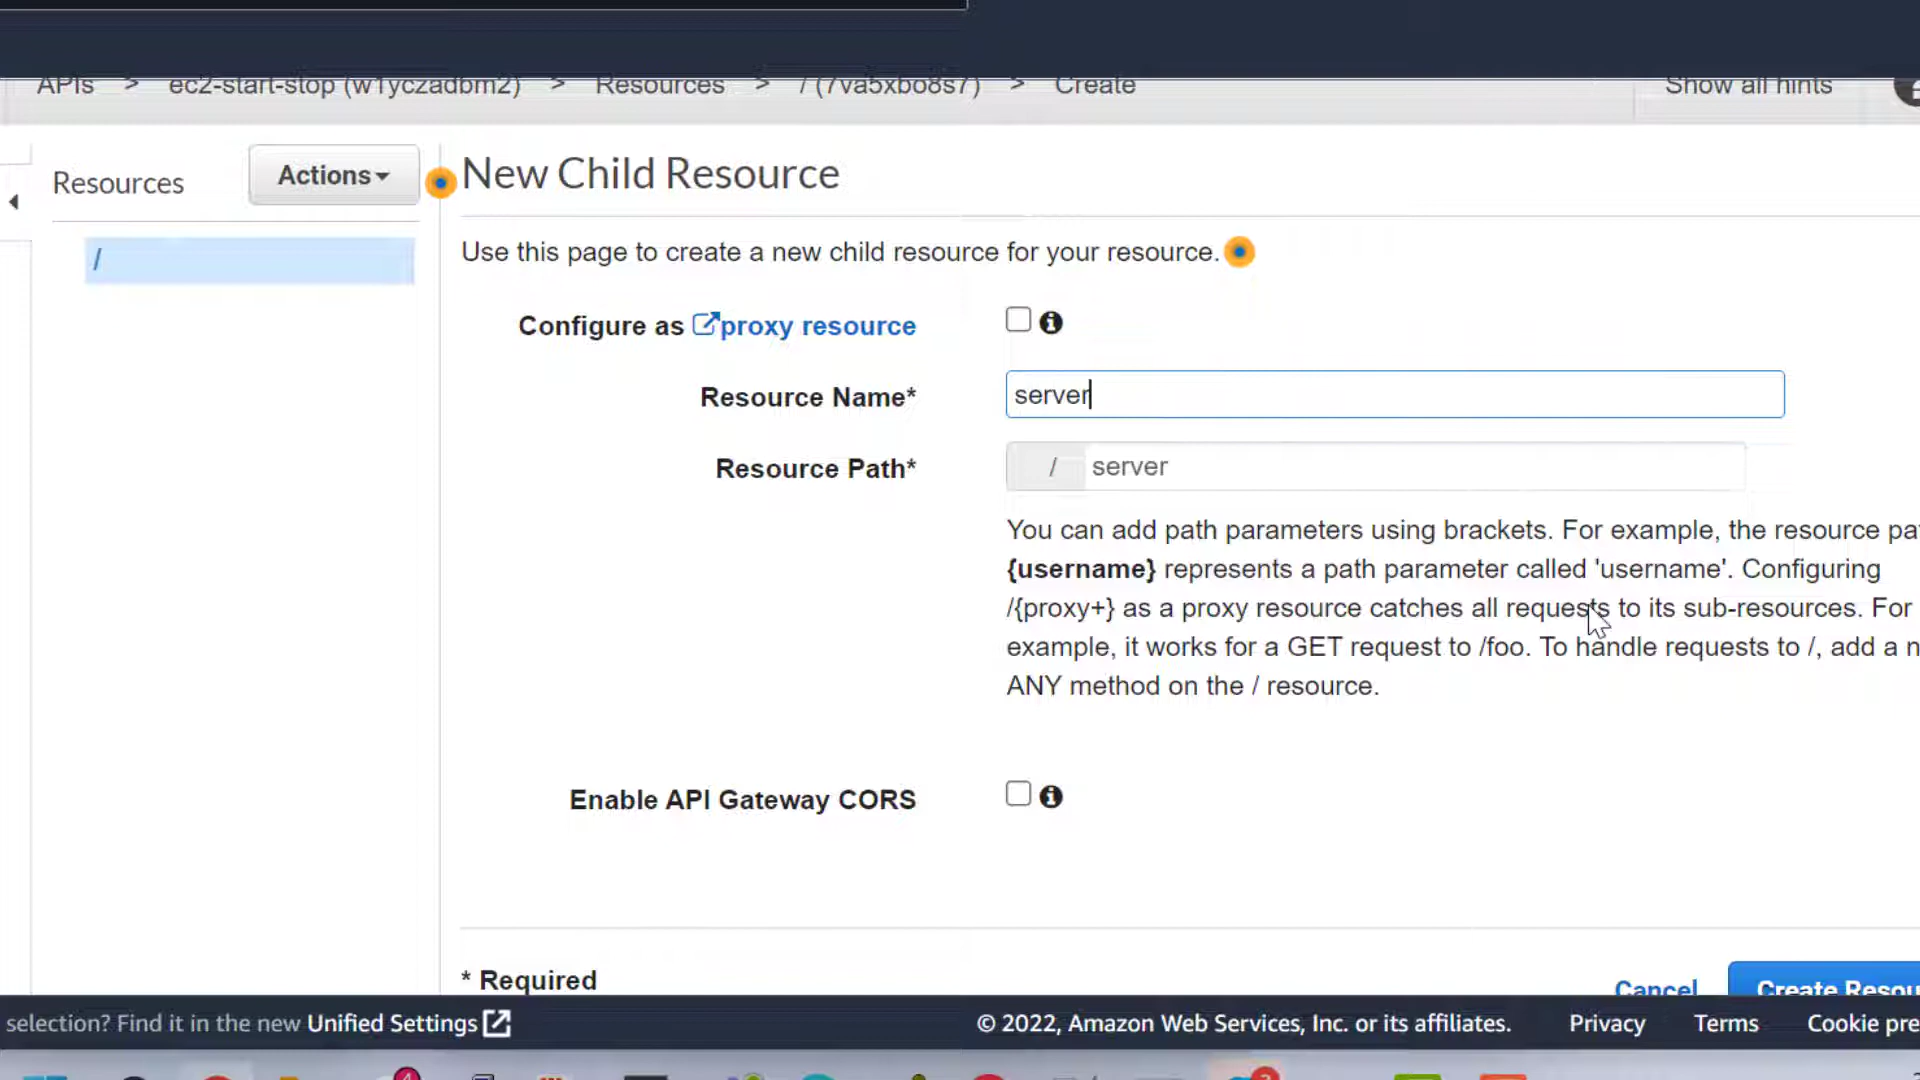 APIs > ec2-start-stop (w1yczadbm2) > Resources > / (7va5xbo8s7) > Create
Show all hints
Resources
Actions
New Child Resource
/
Use this page to create a new child resource for your resource.
Configure as proxy resource
Resource Name*
server
Resource Path*
/ server
You can add path parameters using brackets. For example, the resource pa
{username} represents a path parameter called 'username'. Configuring
/{proxy+} as a proxy resource catches all requests to its sub-resources. For
example, it works for a GET request to /foo. To handle requests to /, add a n
ANY method on the / resource.
Enable API Gateway CORS
* Required
Cancel
Create Resou
selection? Find it in the new Unified Settings
© 2022, Amazon Web Services, Inc. or its affiliates.
Privacy
Terms
Cookie pre